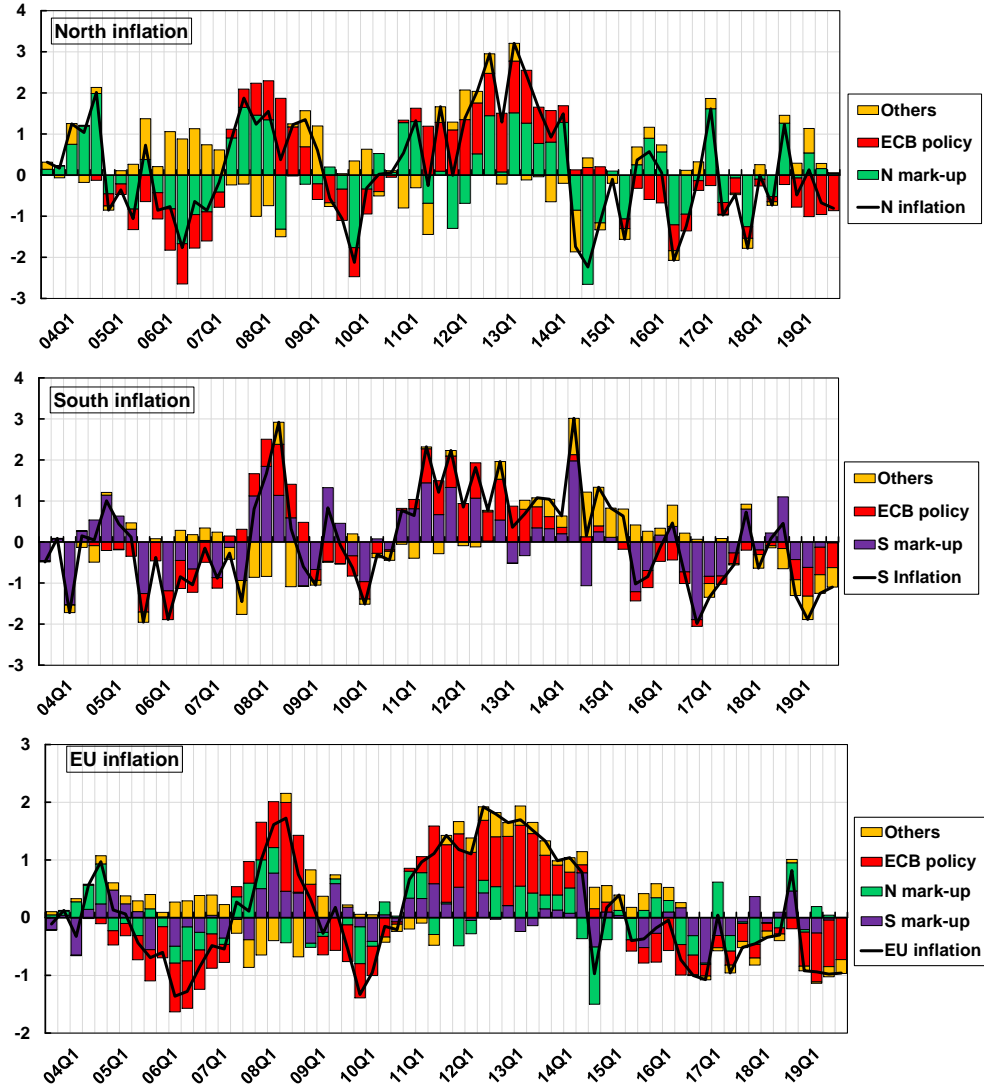 North inflation
4
3
2
1
0
-1
-2
-3
04Q1 05Q1 06Q1 07Q1 08Q1 09Q1 10Q1 11Q1 12Q1 13Q1 14Q1 15Q1 16Q1 17Q1 18Q1 19Q1
Others
ECB policy
N mark-up
N inflation
South inflation
4
3
2
1
0
-1
-2
-3
04Q1 05Q1 06Q1 07Q1 08Q1 09Q1 10Q1 11Q1 12Q1 13Q1 14Q1 15Q1 16Q1 17Q1 18Q1 19Q1
Others
ECB policy
S mark-up
S Inflation
EU inflation
3
2
1
0
-1
-2
04Q1 05Q1 06Q1 07Q1 08Q1 09Q1 10Q1 11Q1 12Q1 13Q1 14Q1 15Q1 16Q1 17Q1 18Q1 19Q1
Others
ECB policy
N mark-up
S mark-up
EU inflation